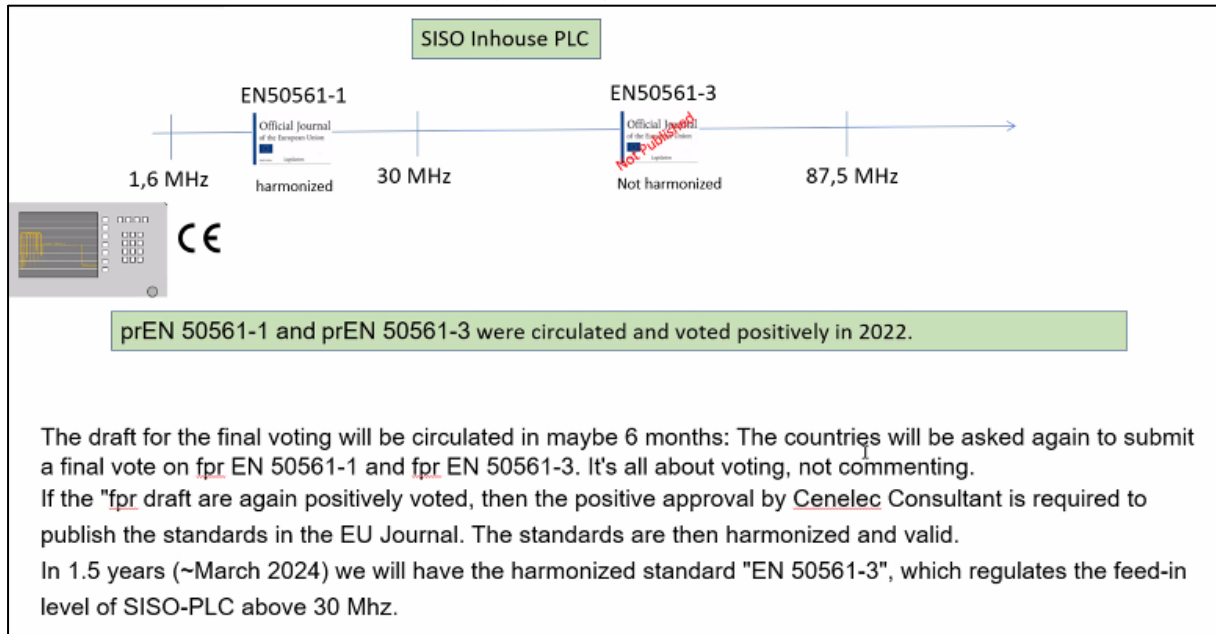 SISO Inhouse PLC
EN50561-1
EN50561-3
Official Journal
of the European Union
Legislation
Official Journal
of the European Union
Legislation
Not Published
1,6 MHz
harmonized
30 MHz
Not harmonized
87,5 MHz
CE
prEN 50561-1 and prEN 50561-3 were circulated and voted positively in 2022.
The draft for the final voting will be circulated in maybe 6 months: The countries will be asked again to submit
a final vote on fpr EN 50561-1 and fpr EN 50561-3. It's all about voting, not commenting.
If the "fpr draft are again positively voted, then the positive approval by Cenelec Consultant is required to
publish the standards in the EU Journal. The standards are then harmonized and valid.
In 1.5 years (~March 2024) we will have the harmonized standard "EN 50561-3", which regulates the feed-in
level of SISO-PLC above 30 Mhz.